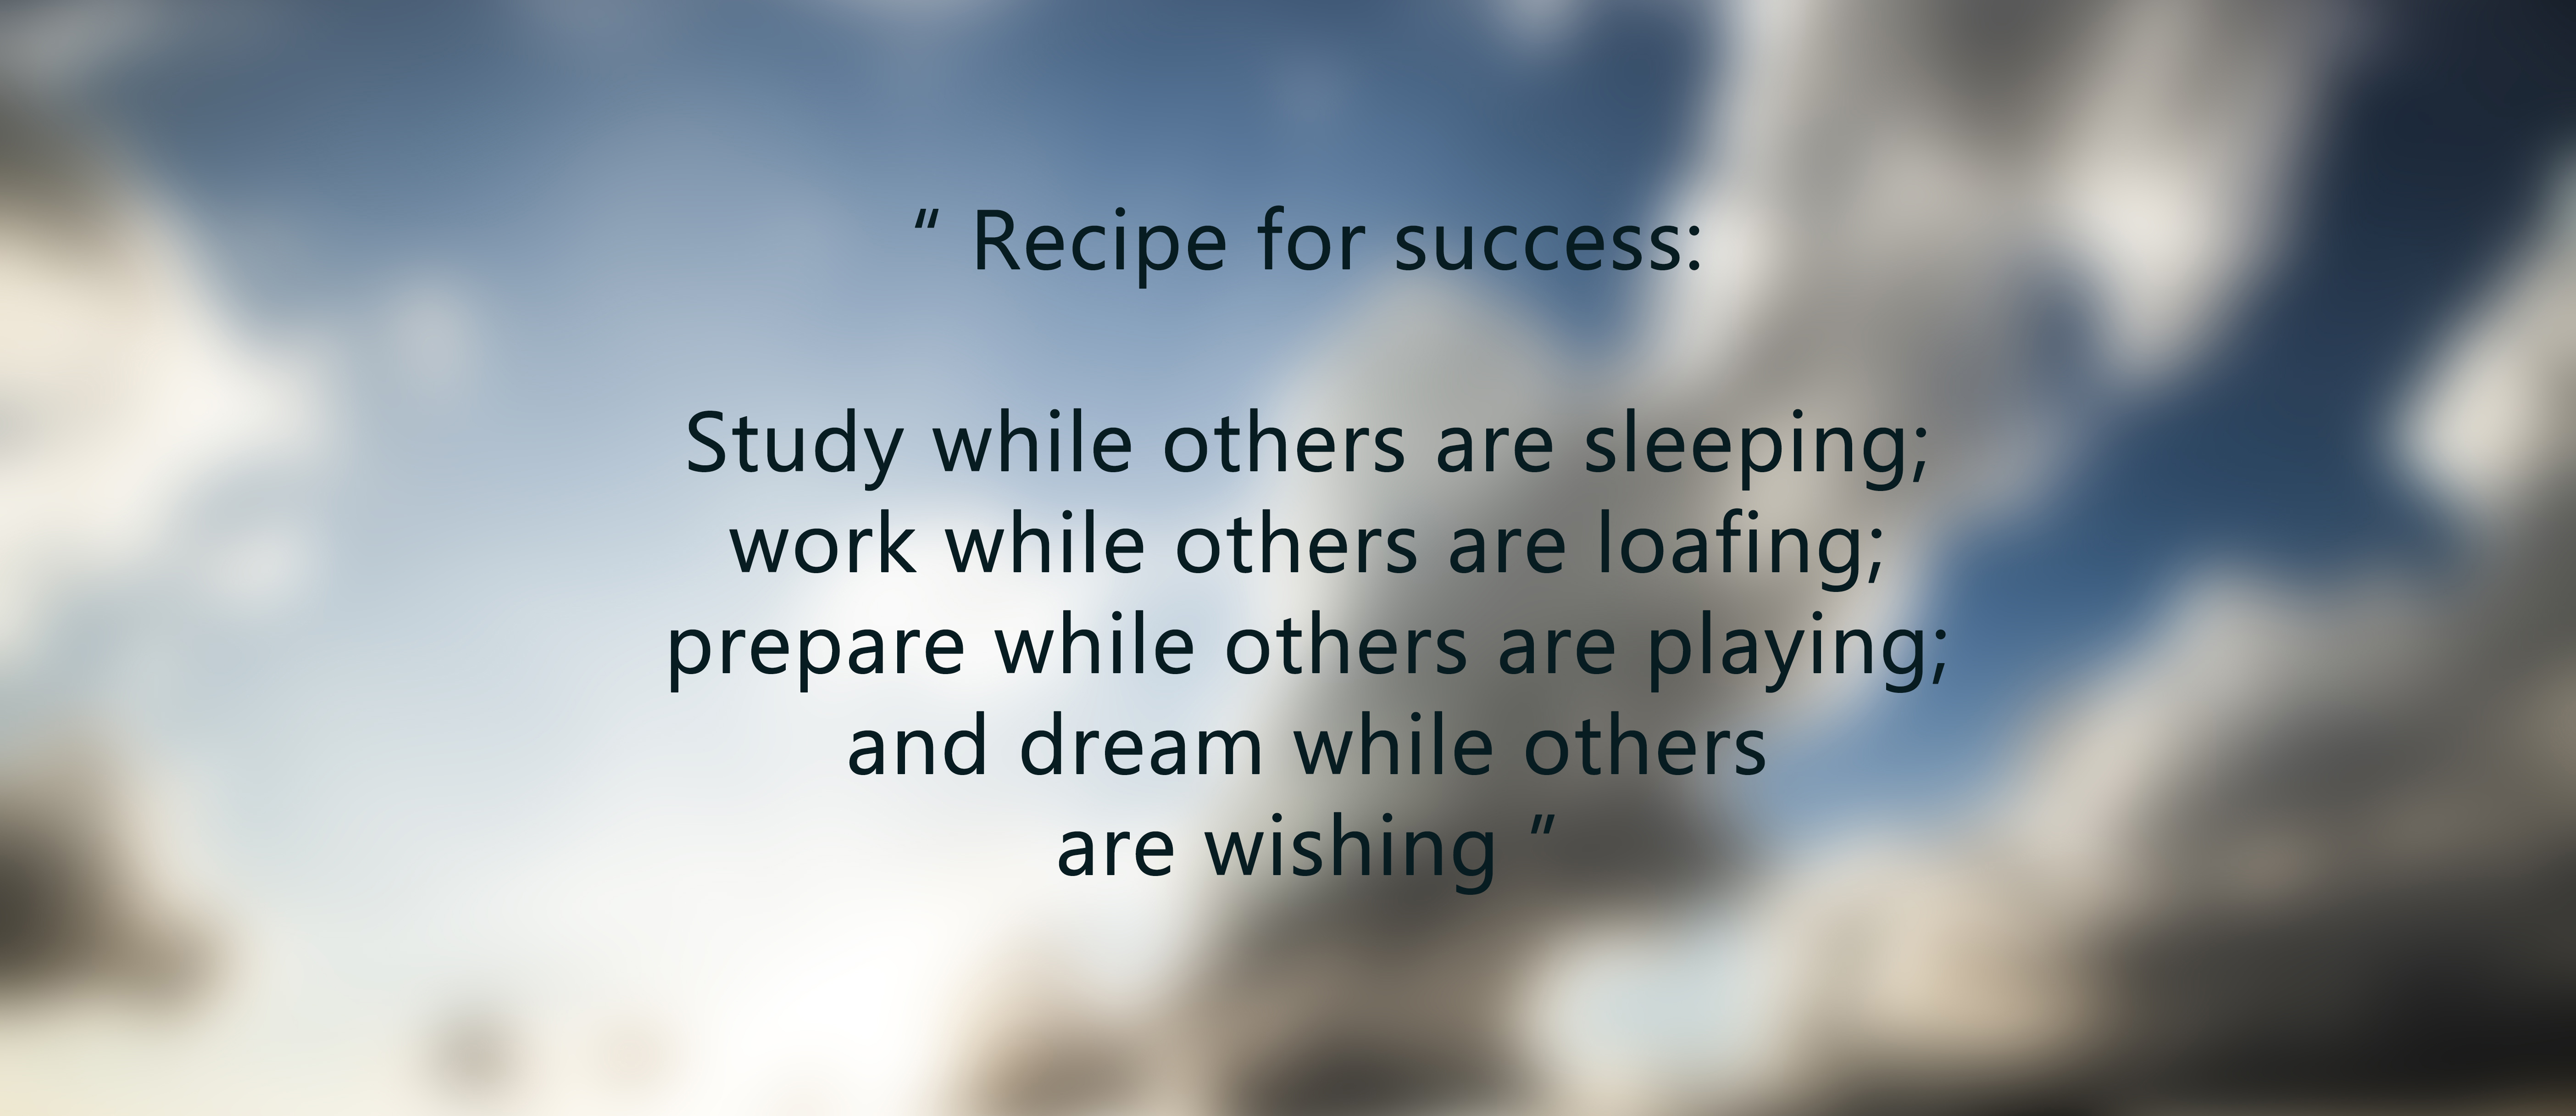 “ Recipe for success:
Study while others are sleeping;
work while others are loafing;
prepare while others are playing;
and dream while others
are wishing ”